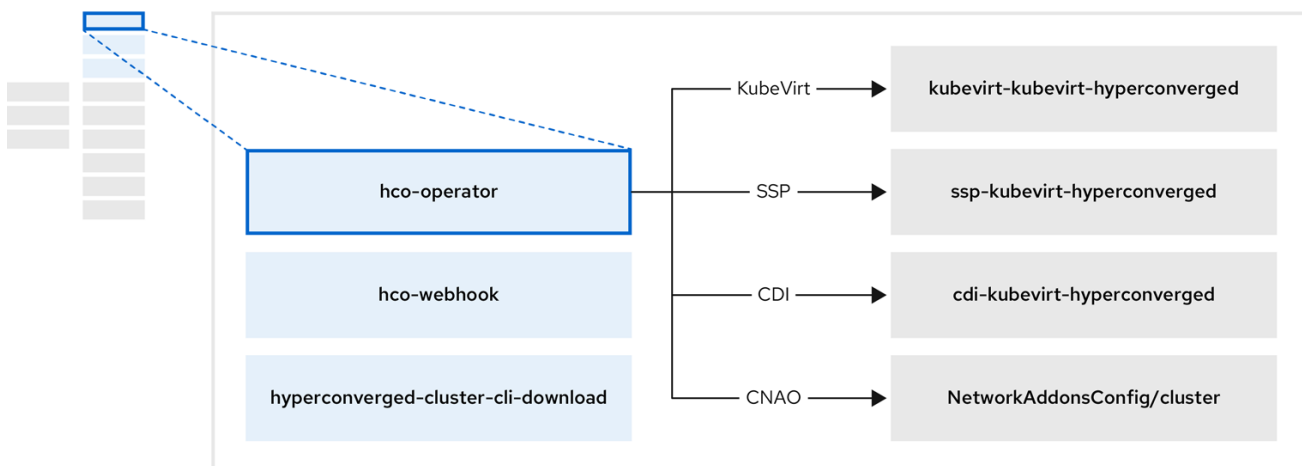 KubeVirt
kubevirt-kubevirt-hyperconverged
hco-operator
SSP
ssp-kubevirt-hyperconverged
hco-webhook
CDI
cdi-kubevirt-hyperconverged
hyperconverged-cluster-cli-download
CNAO
NetworkAddonsConfig/cluster